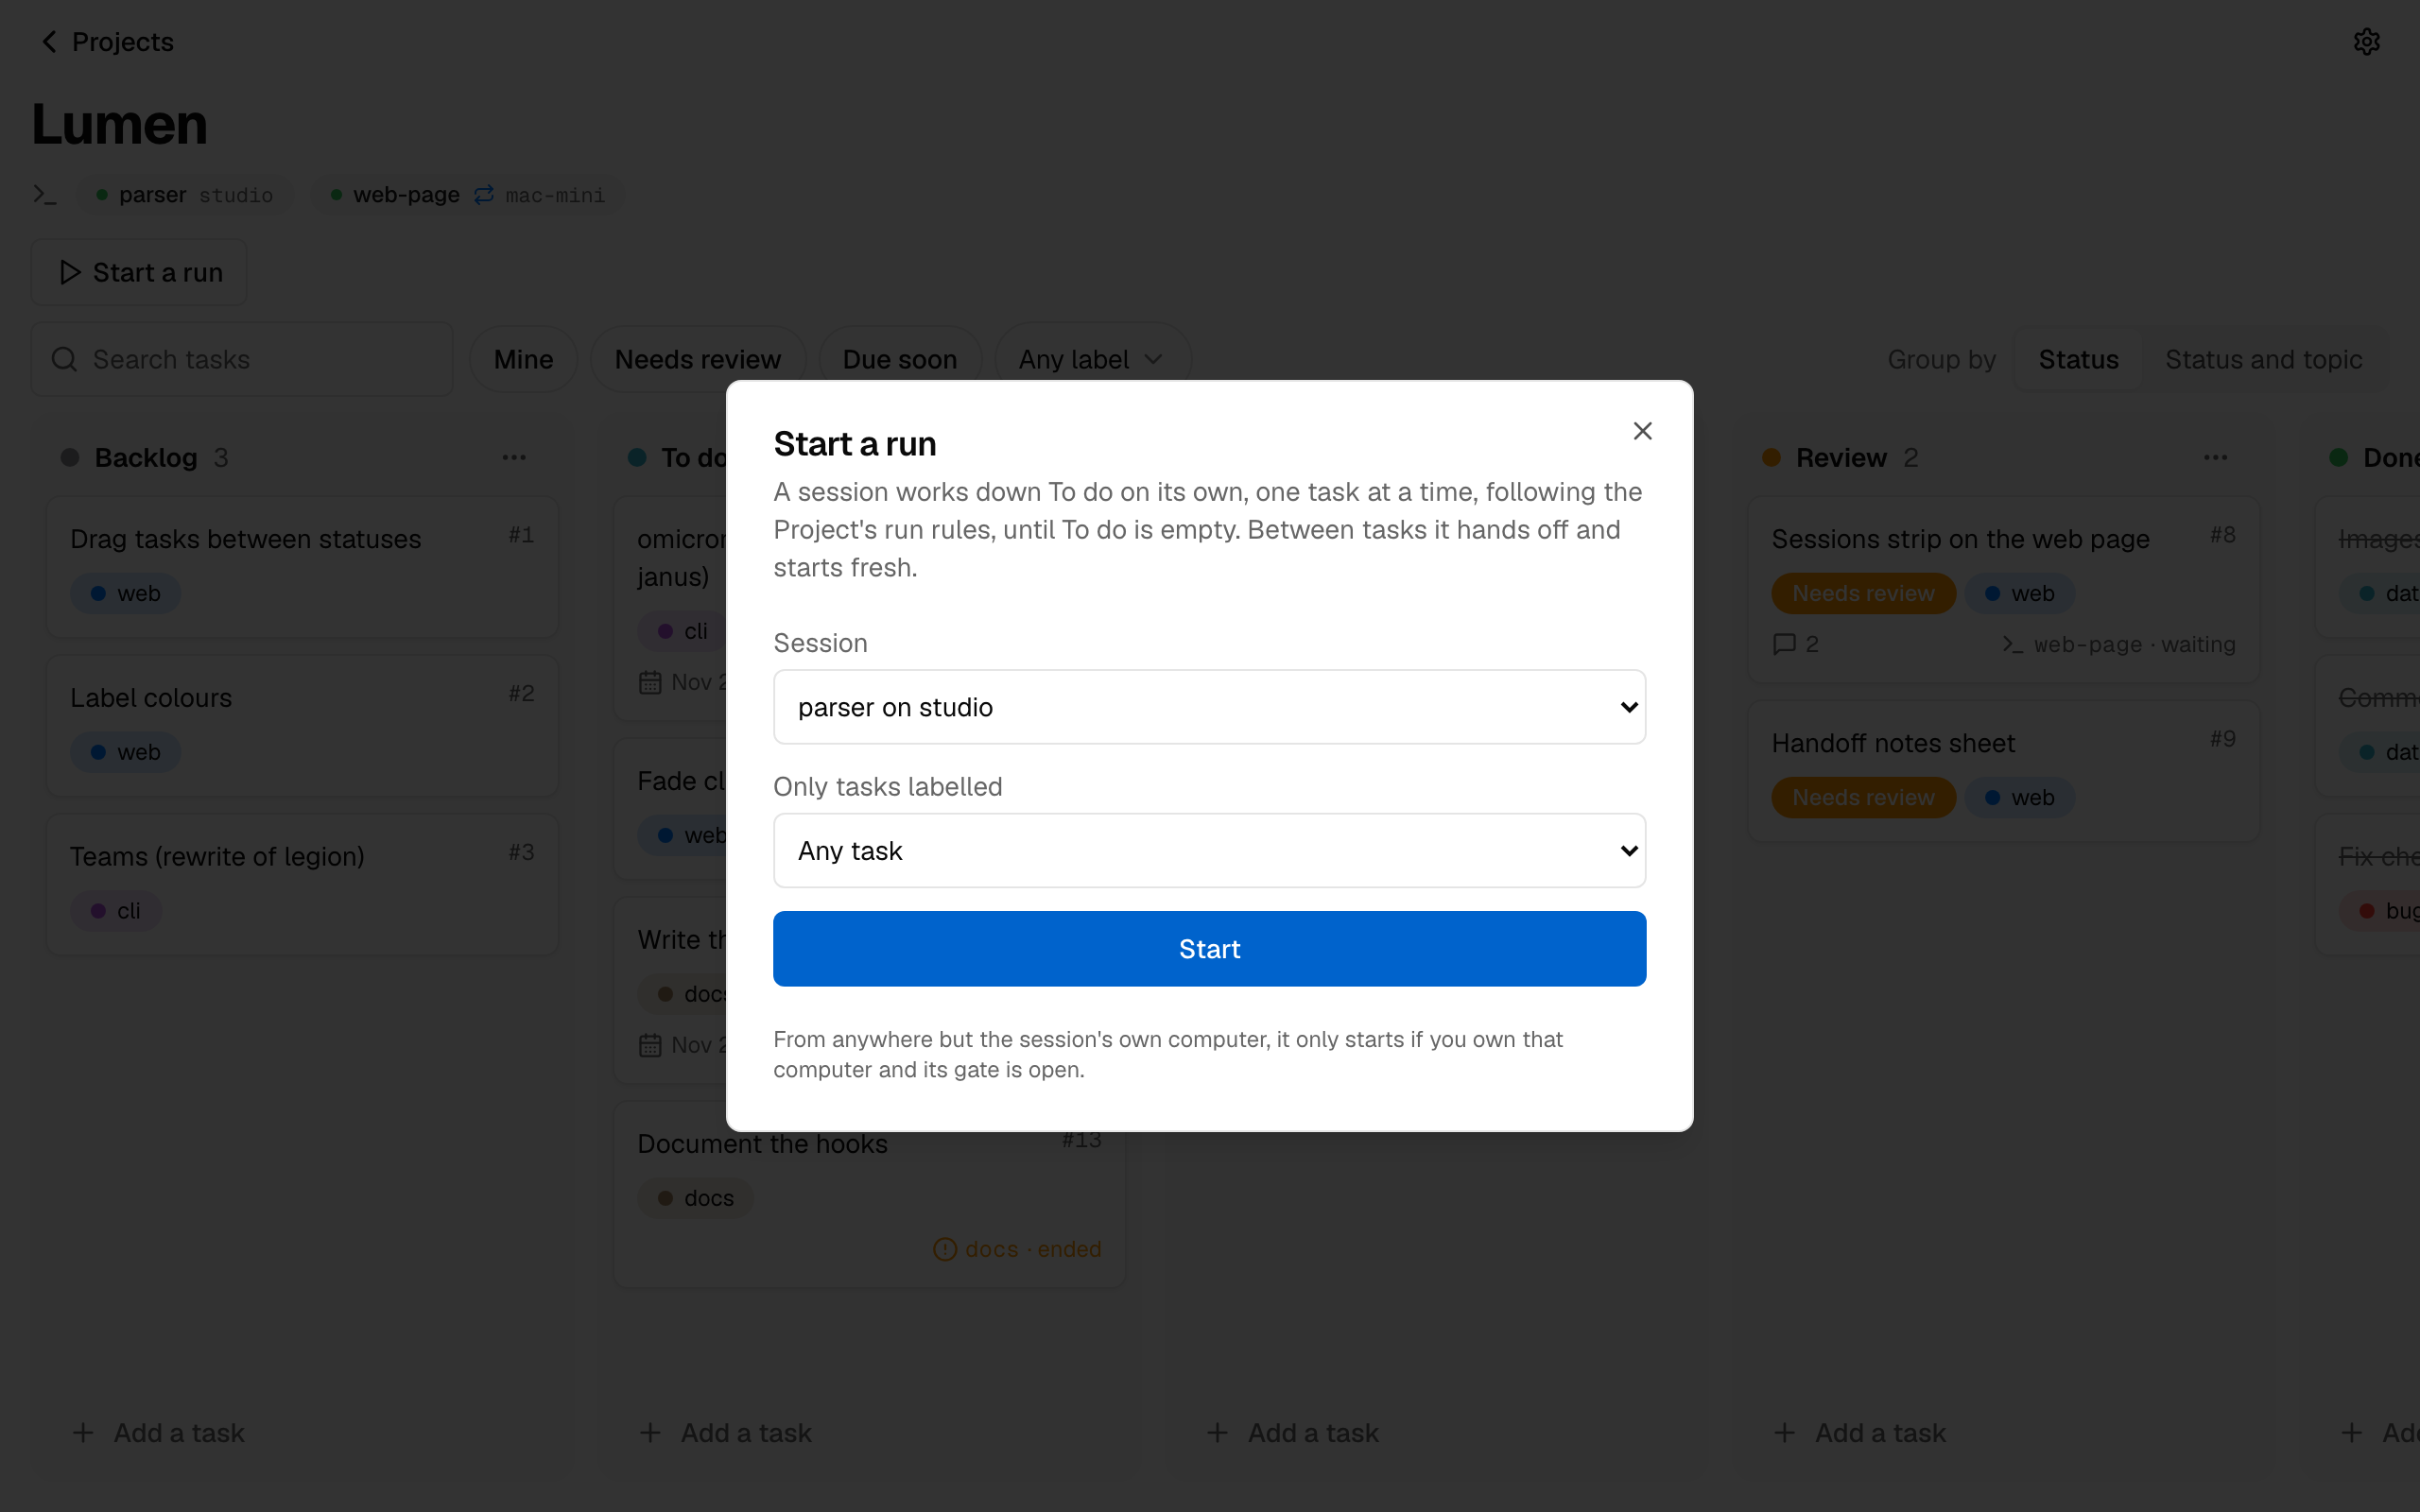 Projects
Lumen
parser studio
web-page mac-mini
Start a run
Search tasks
Mine
Needs review
Due soon
Any label
Group by
Status
Status and topic
Backlog 3
Drag tasks between statuses #1
web
Label colours #2
web
Teams (rewrite of legion) #3
cli
Add a task
To do
janus)
cli
Nov
Fade
web
Write
docs
Nov
Document the hooks #13
docs
docs · ended
Add a task
Start a run
A session works down To do on its own, one task at a time, following the
Project's run rules, until To do is empty. Between tasks it hands off and
starts fresh.
Session
parser on studio
Only tasks labelled
Any task
Start
From anywhere but the session's own computer, it only starts if you own that
computer and its gate is open.
Add a task
Review 2
Sessions strip on the web page #8
Needs review
web
2
web-page · waiting
Handoff notes sheet #9
Needs review
web
Add a task
Done
Images
Fix